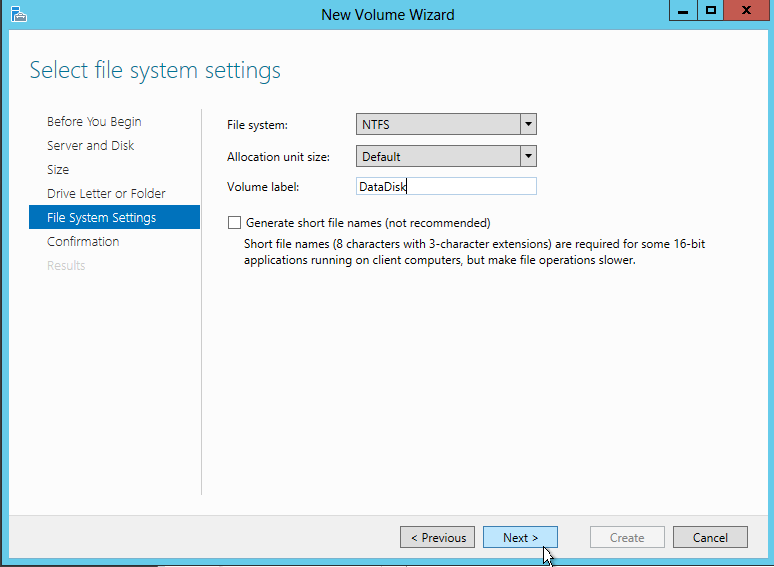 New Volume Wizard
Select file system settings
Before You Begin
Server and Disk
Size
Drive Letter or Folder
File System Settings
Confirmation
Results
File system: NTFS
Allocation unit size: Default
Volume label: DataDisk
Generate short file names (not recommended)
Short file names (8 characters with 3-character extensions) are required for some 16-bit
applications running on client computers, but make file operations slower.
< Previous Next > Create Cancel